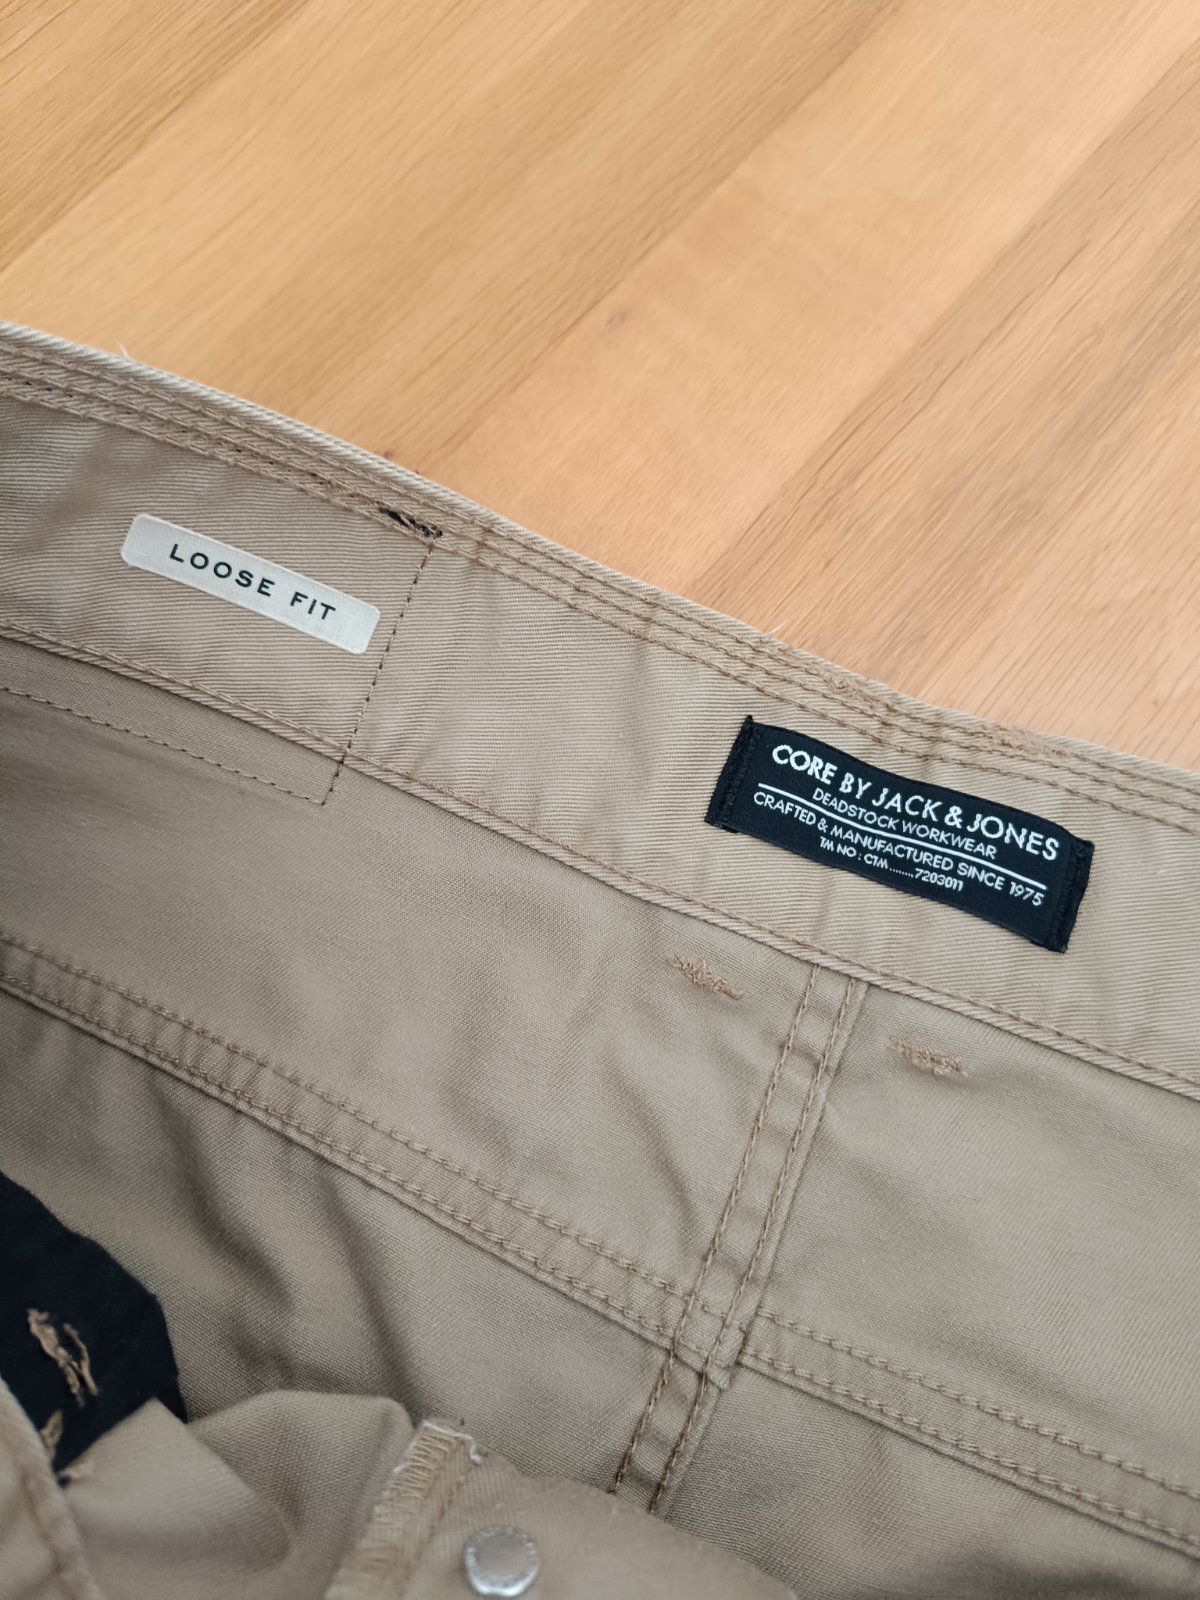 LOOSE FIT
CORE BY JACK & JONES
DEADSTOCK WORKWEAR
CRAFTED & MANUFACTURED SINCE 1975
TM NO : CTM ........7203011